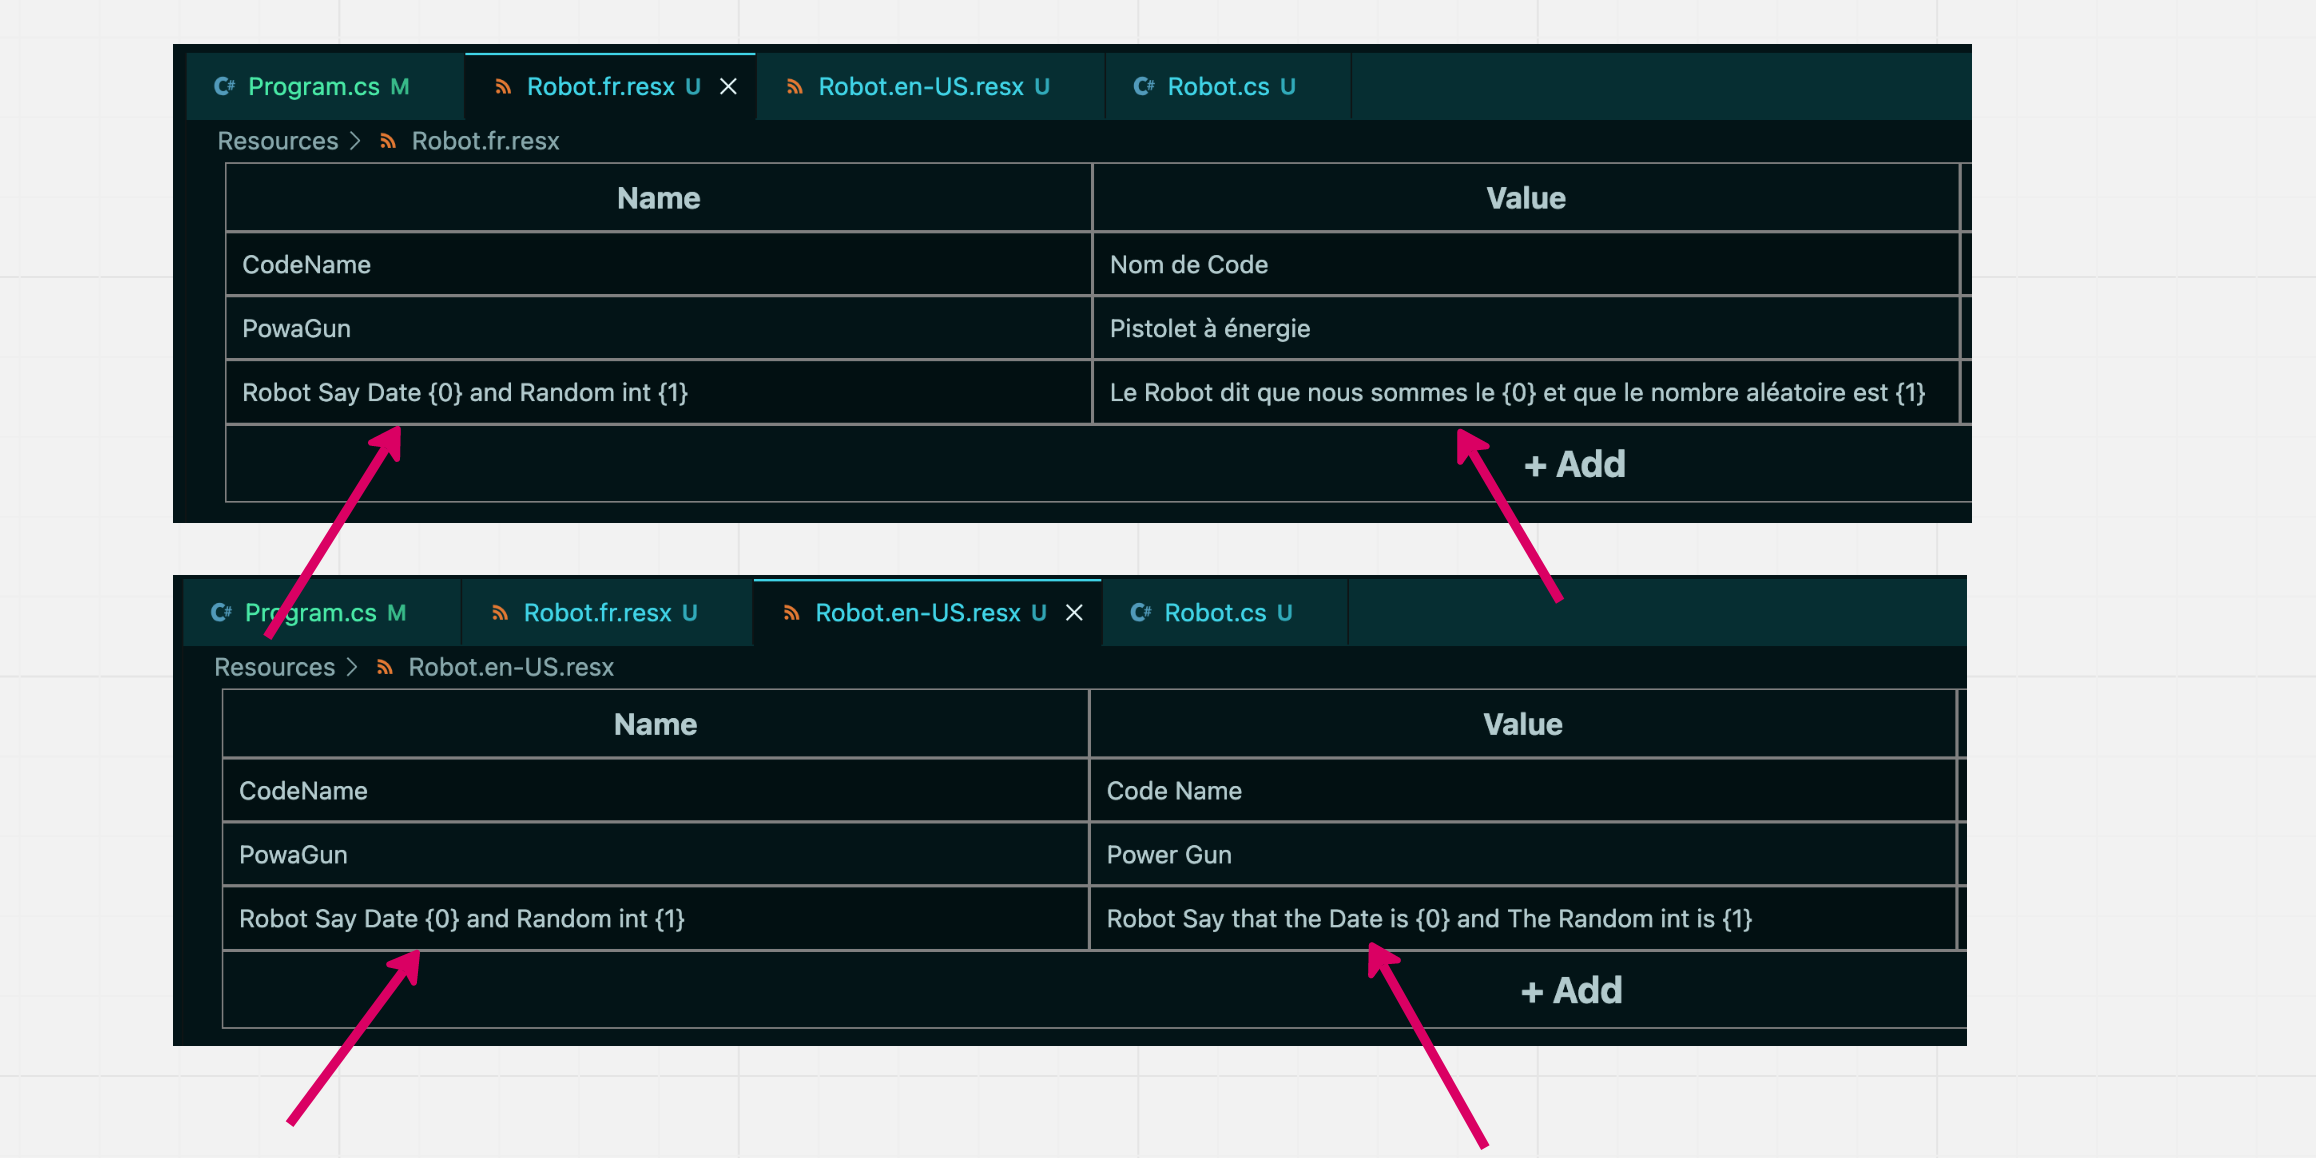 C# Program.cs M Robot.fr.resx U × Robot.en-US.resx U C# Robot.cs U
Resources > Robot.fr.resx
Name Value
CodeName Nom de Code
PowaGun Pistolet à énergie
Robot Say Date {0} and Random int {1} Le Robot dit que nous sommes le {0} et que le nombre aléatoire est {1}
+ Add
C# Program.cs M Robot.fr.resx U Robot.en-US.resx U × C# Robot.cs U
Resources > Robot.en-US.resx
Name Value
CodeName Code Name
PowaGun Power Gun
Robot Say Date {0} and Random int {1} Robot Say that the Date is {0} and The Random int is {1}
+ Add